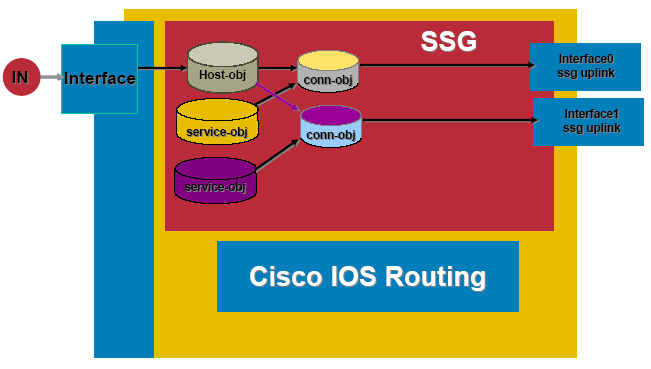 SSG
IN
Interface
Host-obj
conn-obj
Interface0
ssg uplink
service-obj
conn-obj
Interface1
ssg uplink
service-obj
Cisco IOS Routing